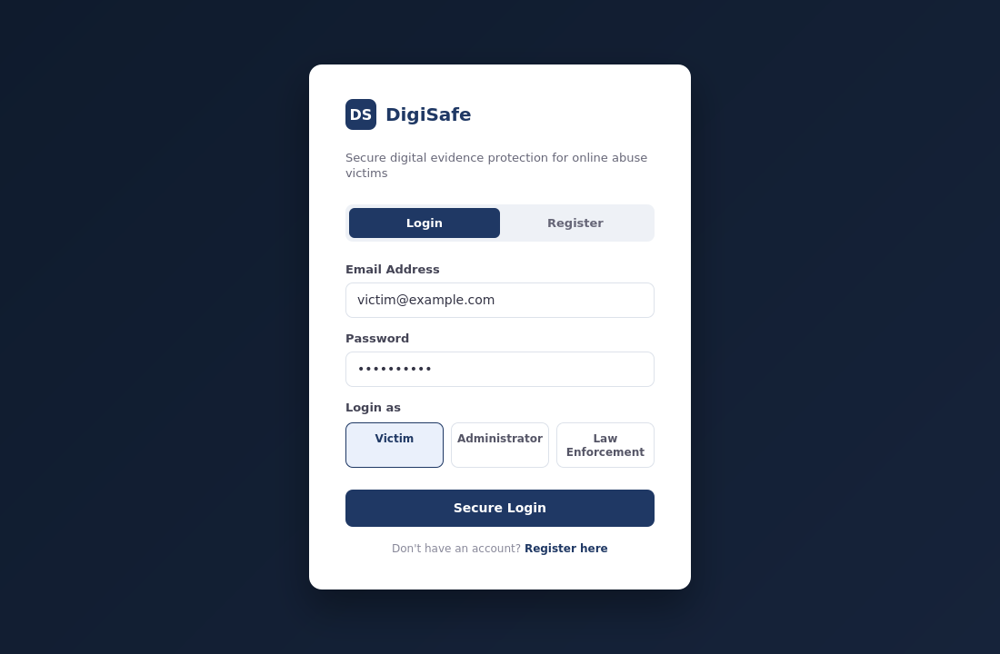 DS
DigiSafe
Secure digital evidence protection for online abuse
victims
Login
Register
Email Address
victim@example.com
Password
••••••••••
Login as
Victim
Administrator
Law
Enforcement
Secure Login
Don't have an account? Register here